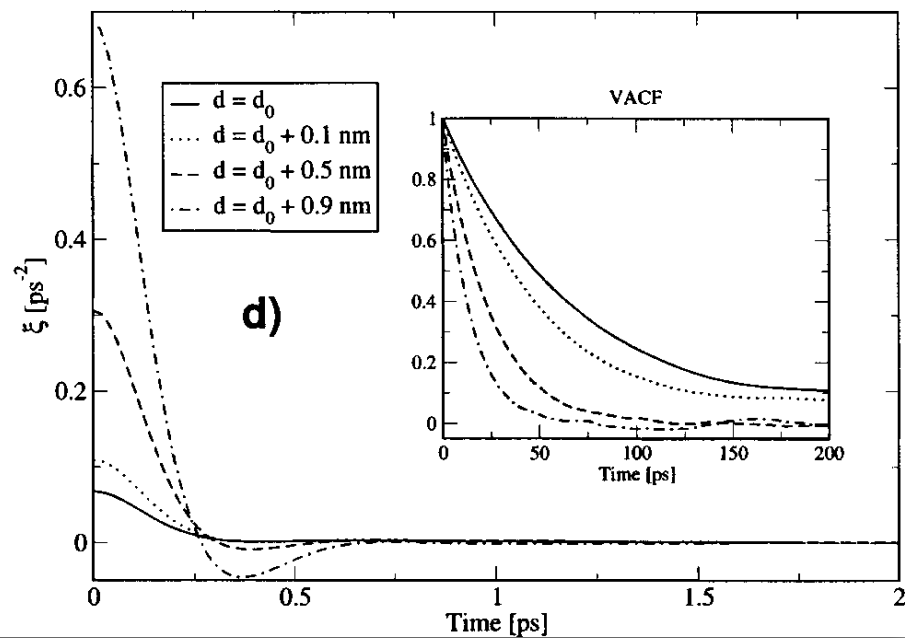 0.6
0.4
0.2
0
ξ [ps⁻²]
d = d₀
d = d₀ + 0.1 nm
d = d₀ + 0.5 nm
d = d₀ + 0.9 nm
d)
VACF
1
0.8
0.6
0.4
0.2
0
0 50 100 150 200
Time [ps]
0 0.5 1 1.5 2
Time [ps]